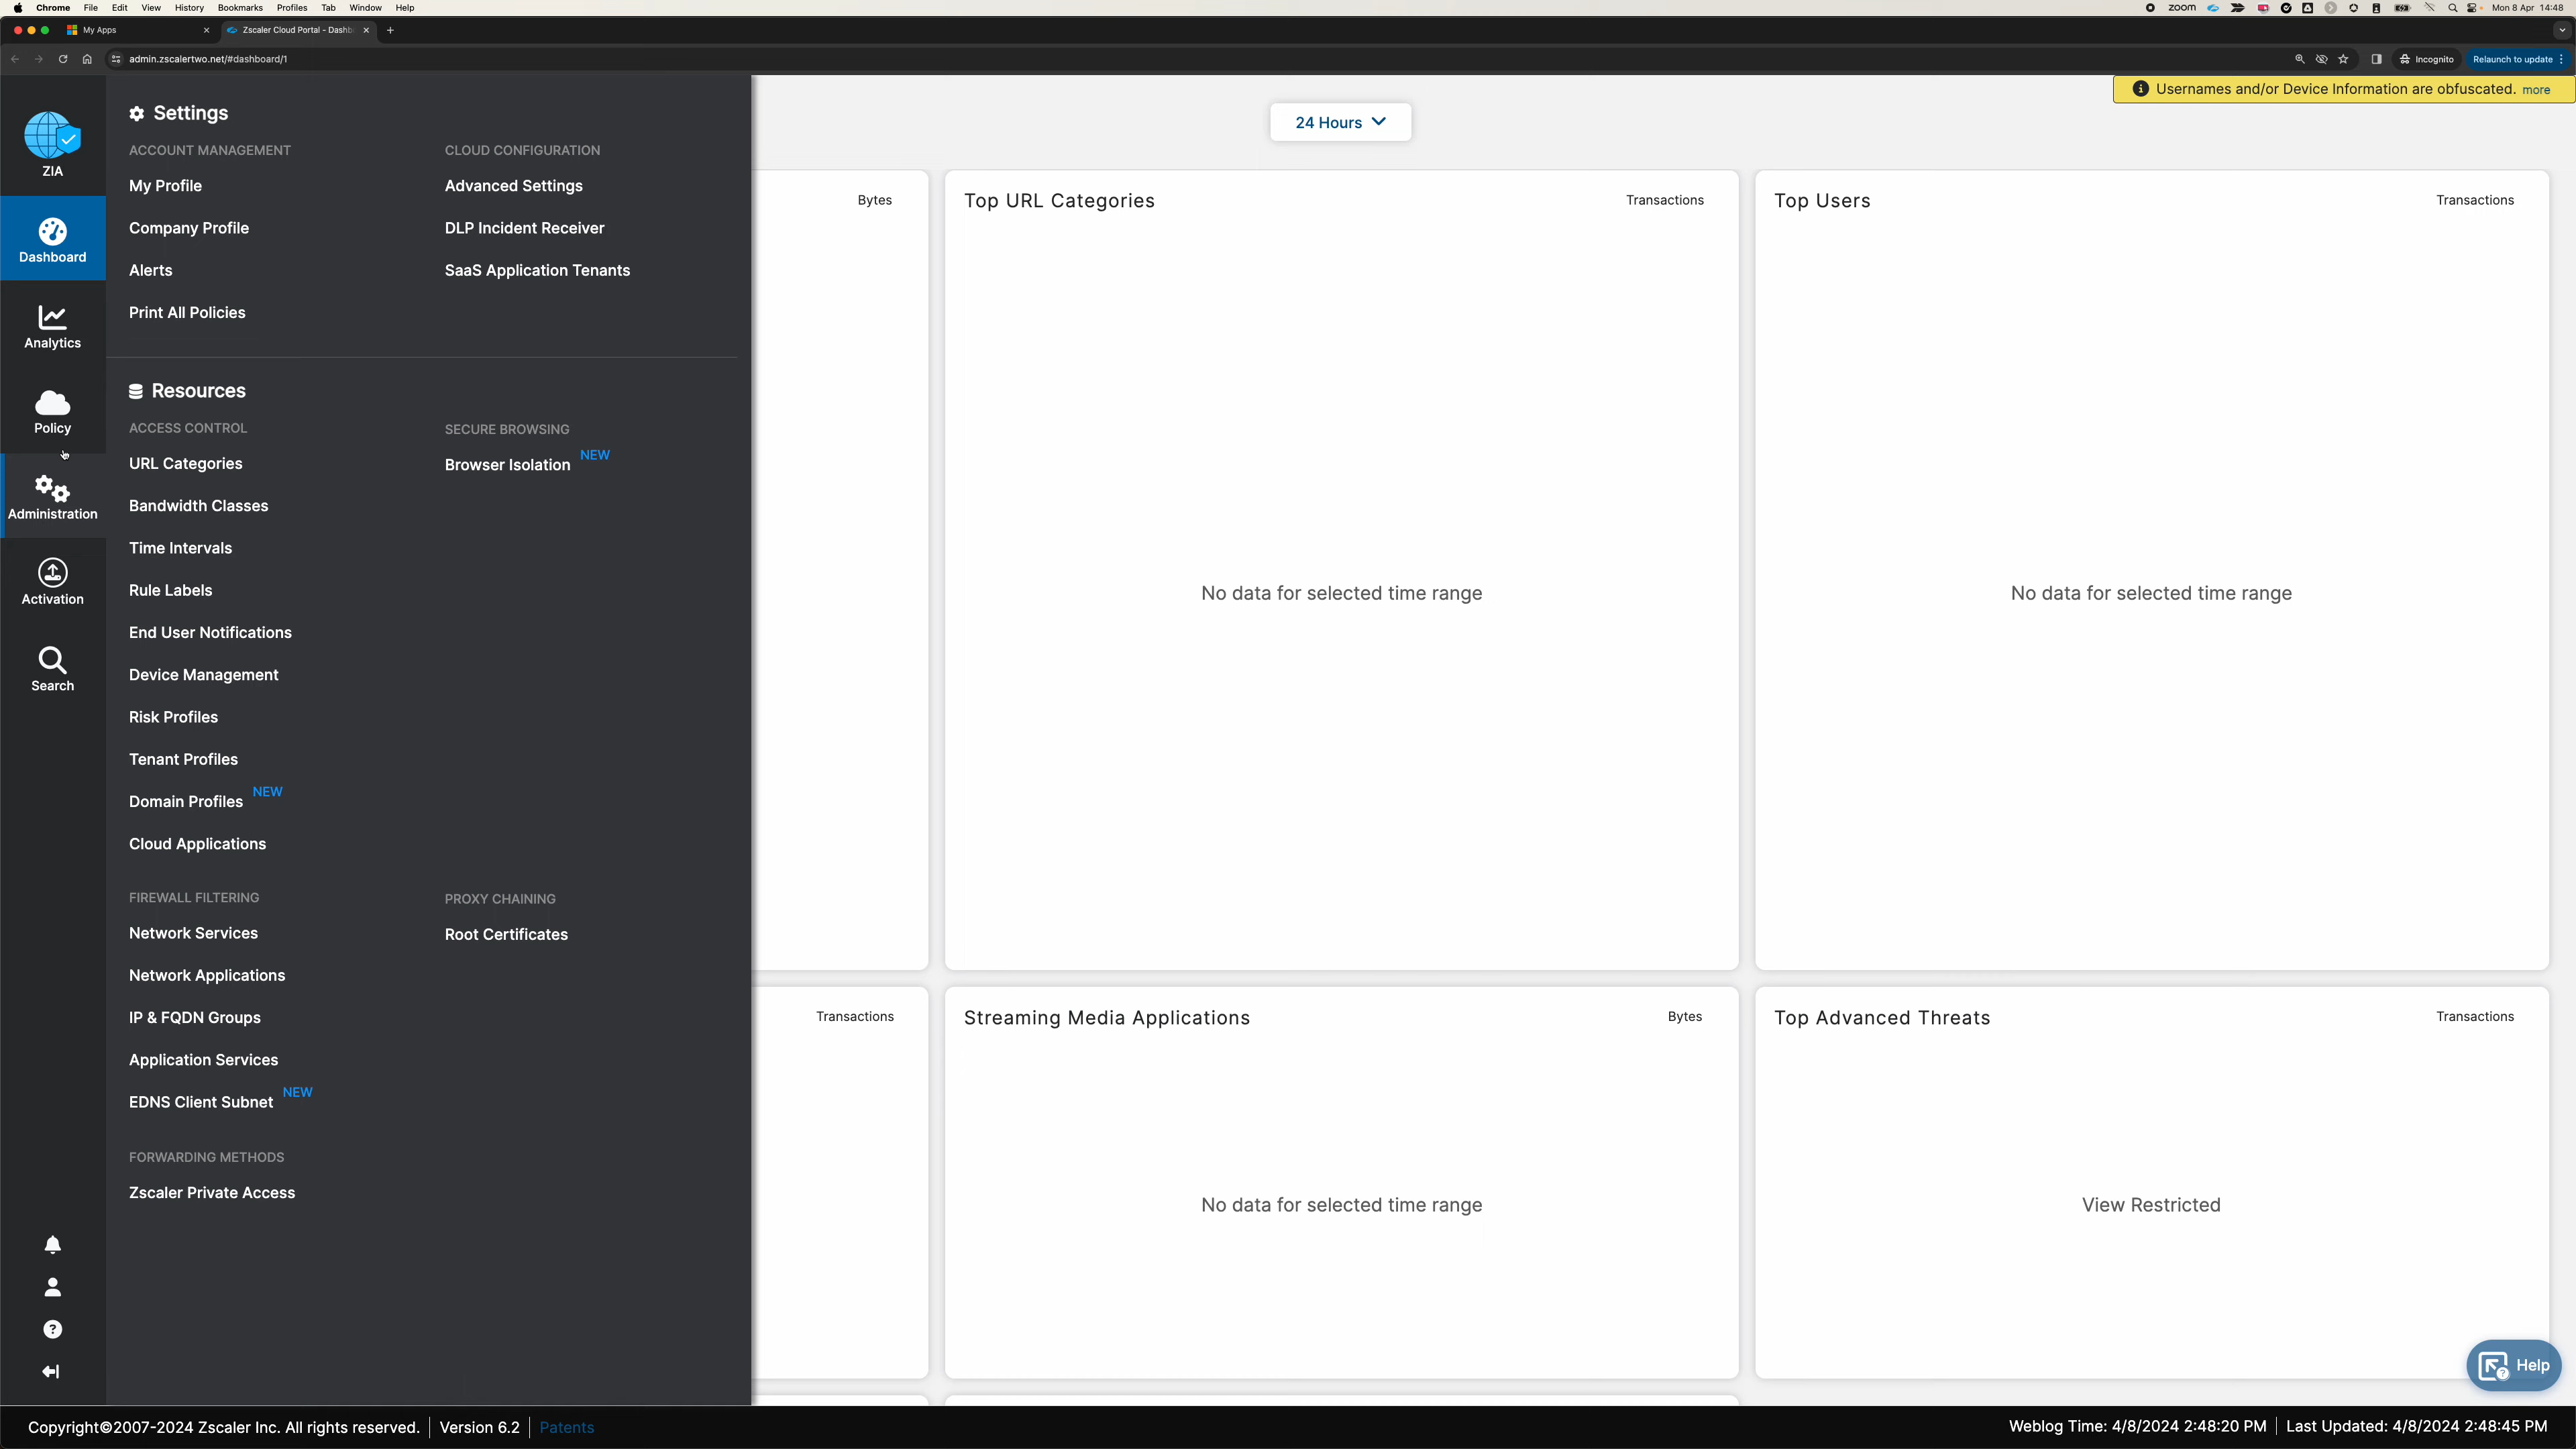 Chrome File Edit View History Bookmarks Profiles Tab Window Help
zoom
Mon 8 Apr 14:48
My Apps
Zscaler Cloud Portal - Dashb
admin.zscalertwo.net/#dashboard/1
Incognito
Relaunch to update
ZIA
Dashboard
Analytics
Policy
Administration
Activation
Search
Settings
ACCOUNT MANAGEMENT
My Profile
Company Profile
Alerts
Print All Policies
CLOUD CONFIGURATION
Advanced Settings
DLP Incident Receiver
SaaS Application Tenants
Resources
ACCESS CONTROL
URL Categories
Bandwidth Classes
Time Intervals
Rule Labels
End User Notifications
Device Management
Risk Profiles
Tenant Profiles
Domain Profiles NEW
Cloud Applications
SECURE BROWSING
Browser Isolation NEW
FIREWALL FILTERING
Network Services
Network Applications
IP & FQDN Groups
Application Services
EDNS Client Subnet NEW
PROXY CHAINING
Root Certificates
FORWARDING METHODS
Zscaler Private Access
Usernames and/or Device Information are obfuscated. more
24 Hours
Bytes
Top URL Categories Transactions
No data for selected time range
Top Users Transactions
No data for selected time range
Transactions
Streaming Media Applications Bytes
No data for selected time range
Top Advanced Threats Transactions
View Restricted
Help
Copyright©2007-2024 Zscaler Inc. All rights reserved. | Version 6.2 | Patents
Weblog Time: 4/8/2024 2:48:20 PM | Last Updated: 4/8/2024 2:48:45 PM